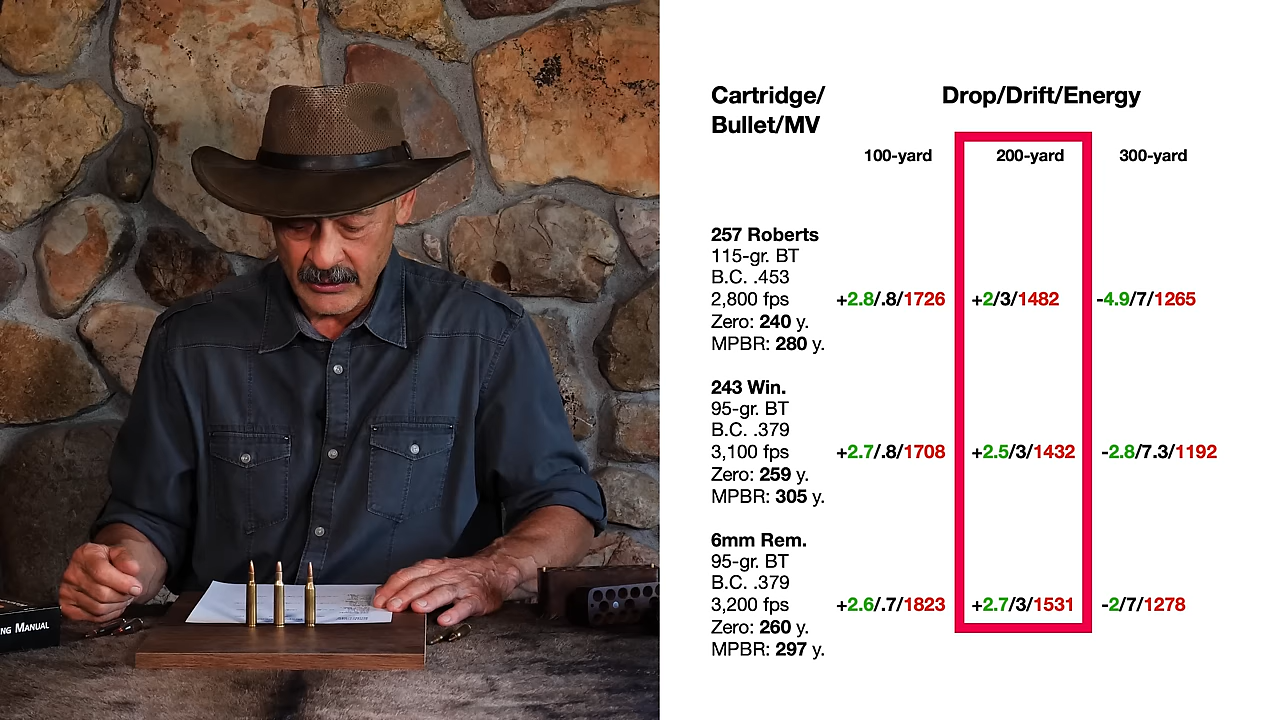 Cartridge/
Bullet/MV
Drop/Drift/Energy
100-yard 200-yard 300-yard
257 Roberts
115-gr. BT
B.C. .453
2,800 fps +2.8/.8/1726 +2/3/1482 -4.9/7/1265
Zero: 240 y.
MPBR: 280 y.
243 Win.
95-gr. BT
B.C. .379
3,100 fps +2.7/.8/1708 +2.5/3/1432 -2.8/7.3/1192
Zero: 259 y.
MPBR: 305 y.
6mm Rem.
95-gr. BT
B.C. .379
3,200 fps +2.6/.7/1823 +2.7/3/1531 -2/7/1278
Zero: 260 y.
MPBR: 297 y.
MANUAL